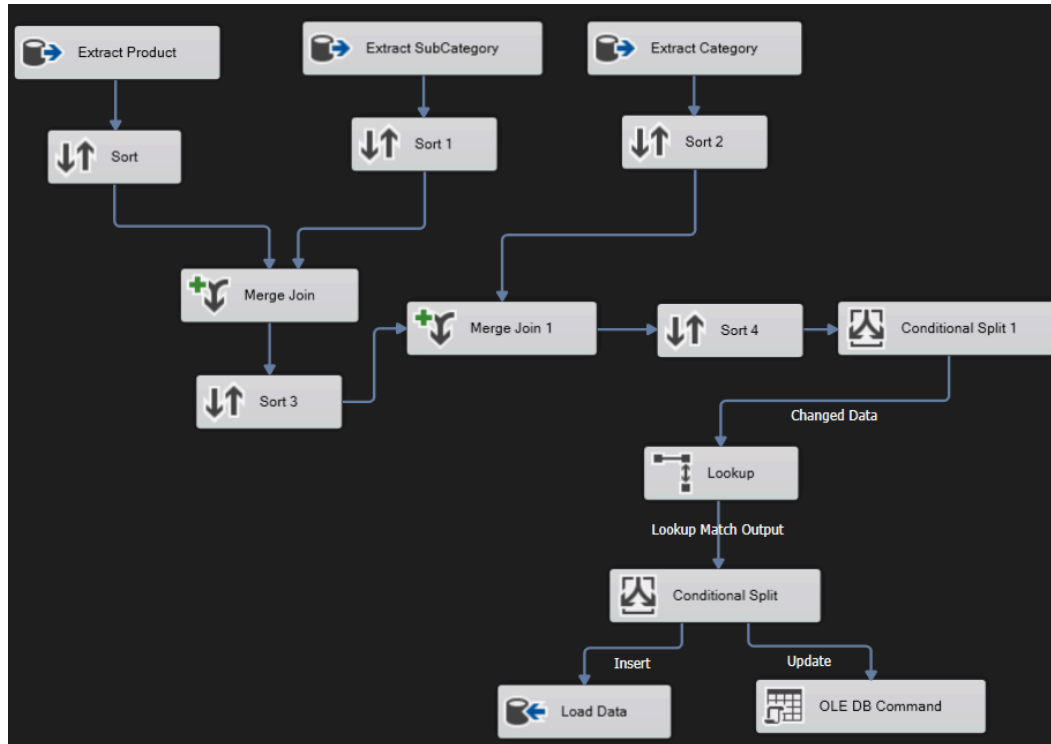 Extract Product
Extract SubCategory
Extract Category
Sort
Sort 1
Sort 2
Merge Join
Merge Join 1
Sort 4
Conditional Split 1
Sort 3
Changed Data
Lookup
Lookup Match Output
Conditional Split
Insert
Update
Load Data
OLE DB Command